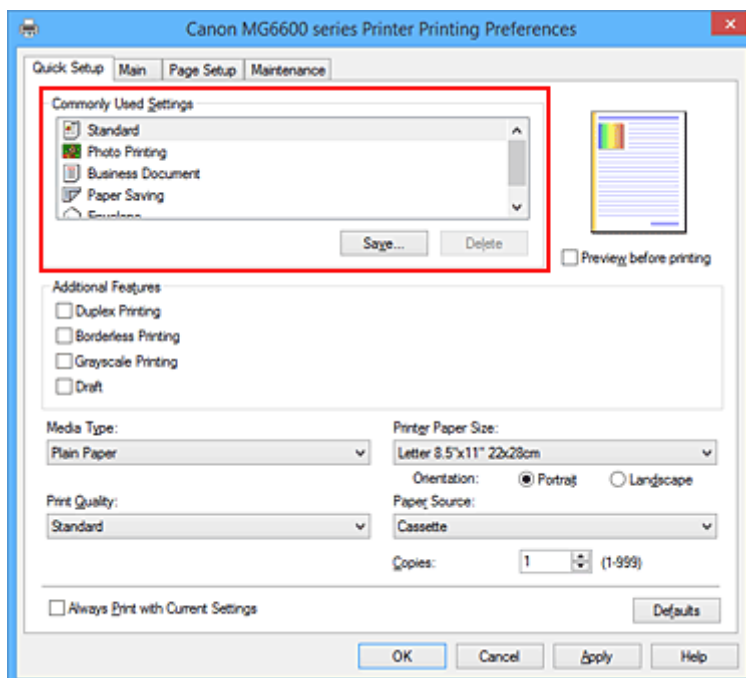 Canon MG6600 series Printer Printing Preferences
Quick Setup Main Page Setup Maintenance
Commonly Used Settings
Standard
Photo Printing
Business Document
Paper Saving
Envelope
Save... Delete
Preview before printing
Additional Features
Duplex Printing
Borderless Printing
Grayscale Printing
Draft
Media Type: Printer Paper Size:
Plain Paper Letter 8.5"x11" 22x28cm
Orientation: Portrait Landscape
Print Quality: Paper Source:
Standard Cassette
Copies: 1 (1-999)
Always Print with Current Settings Defaults
OK Cancel Apply Help